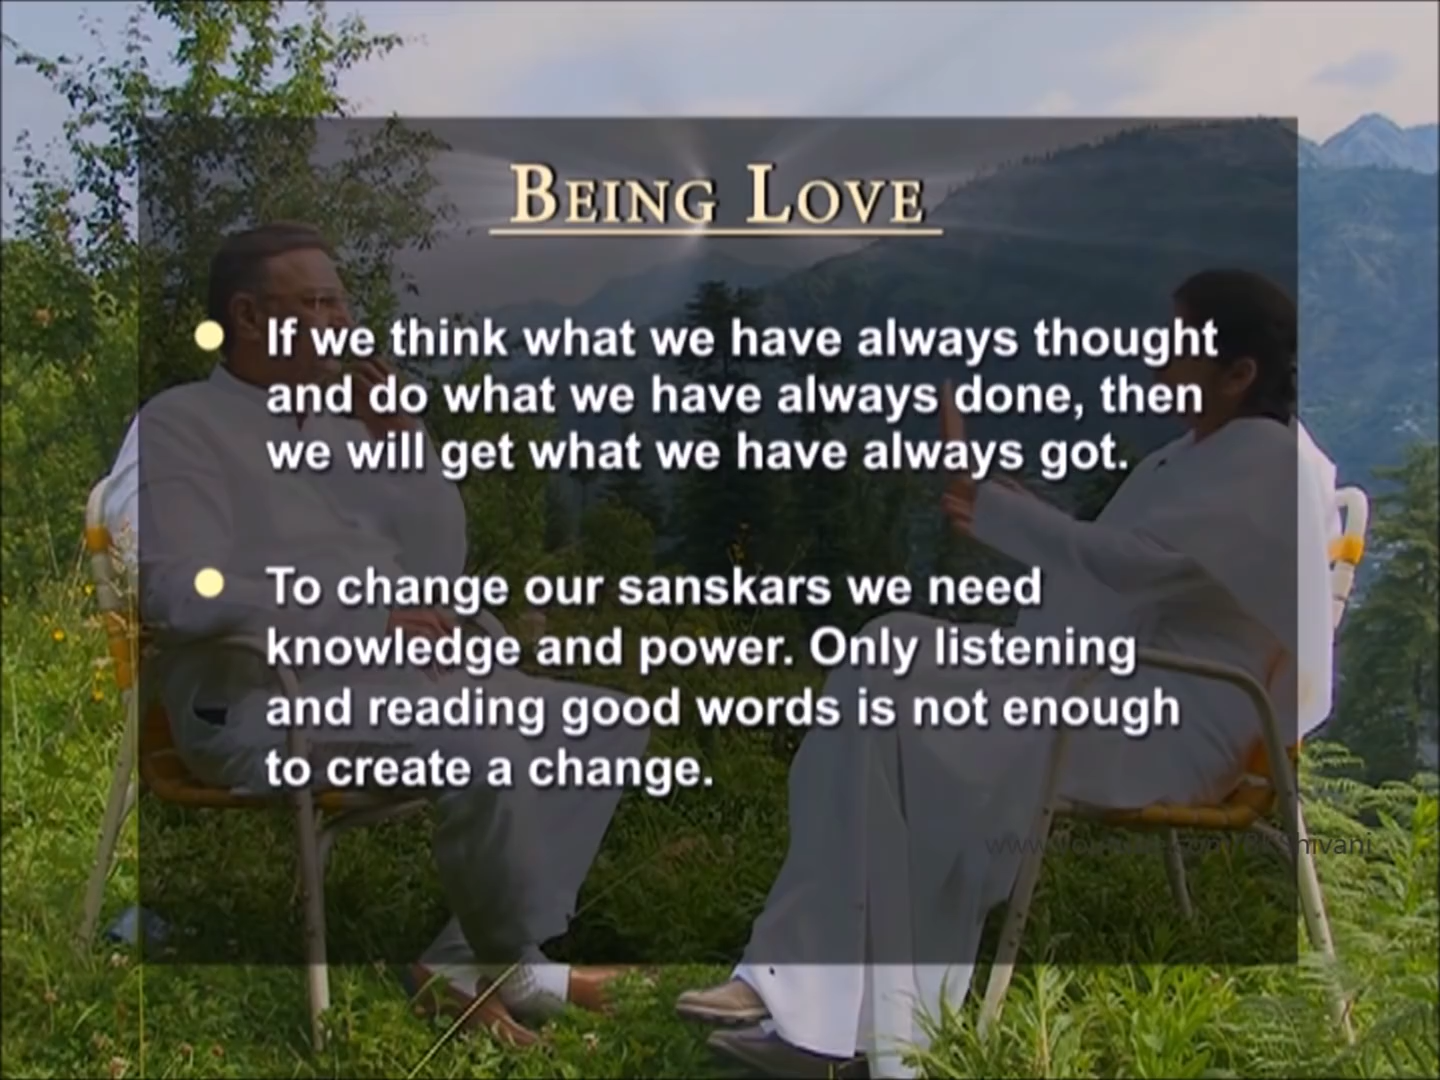 BEING LOVE
If we think what we have always thought
and do what we have always done, then
we will get what we have always got.
To change our sanskars we need
knowledge and power. Only listening
and reading good words is not enough
to create a change.